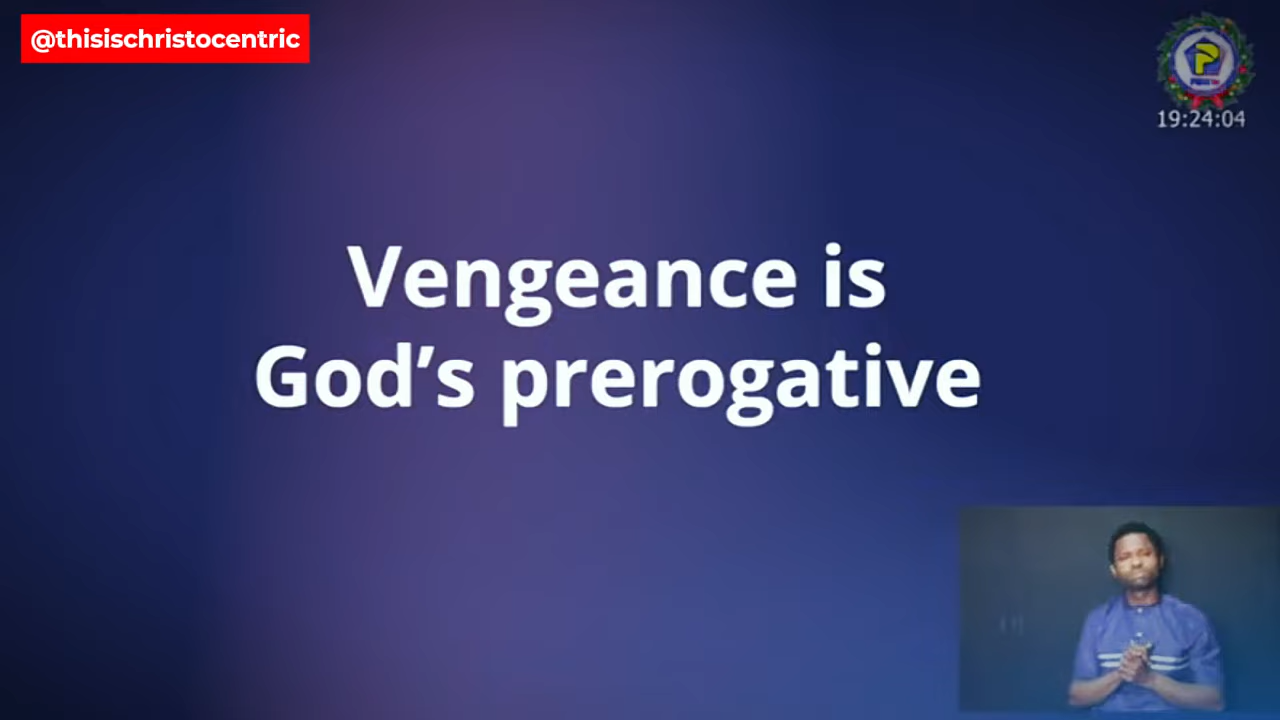 @thisischristocentric
P
19:24:04
Vengeance is
God’s prerogative